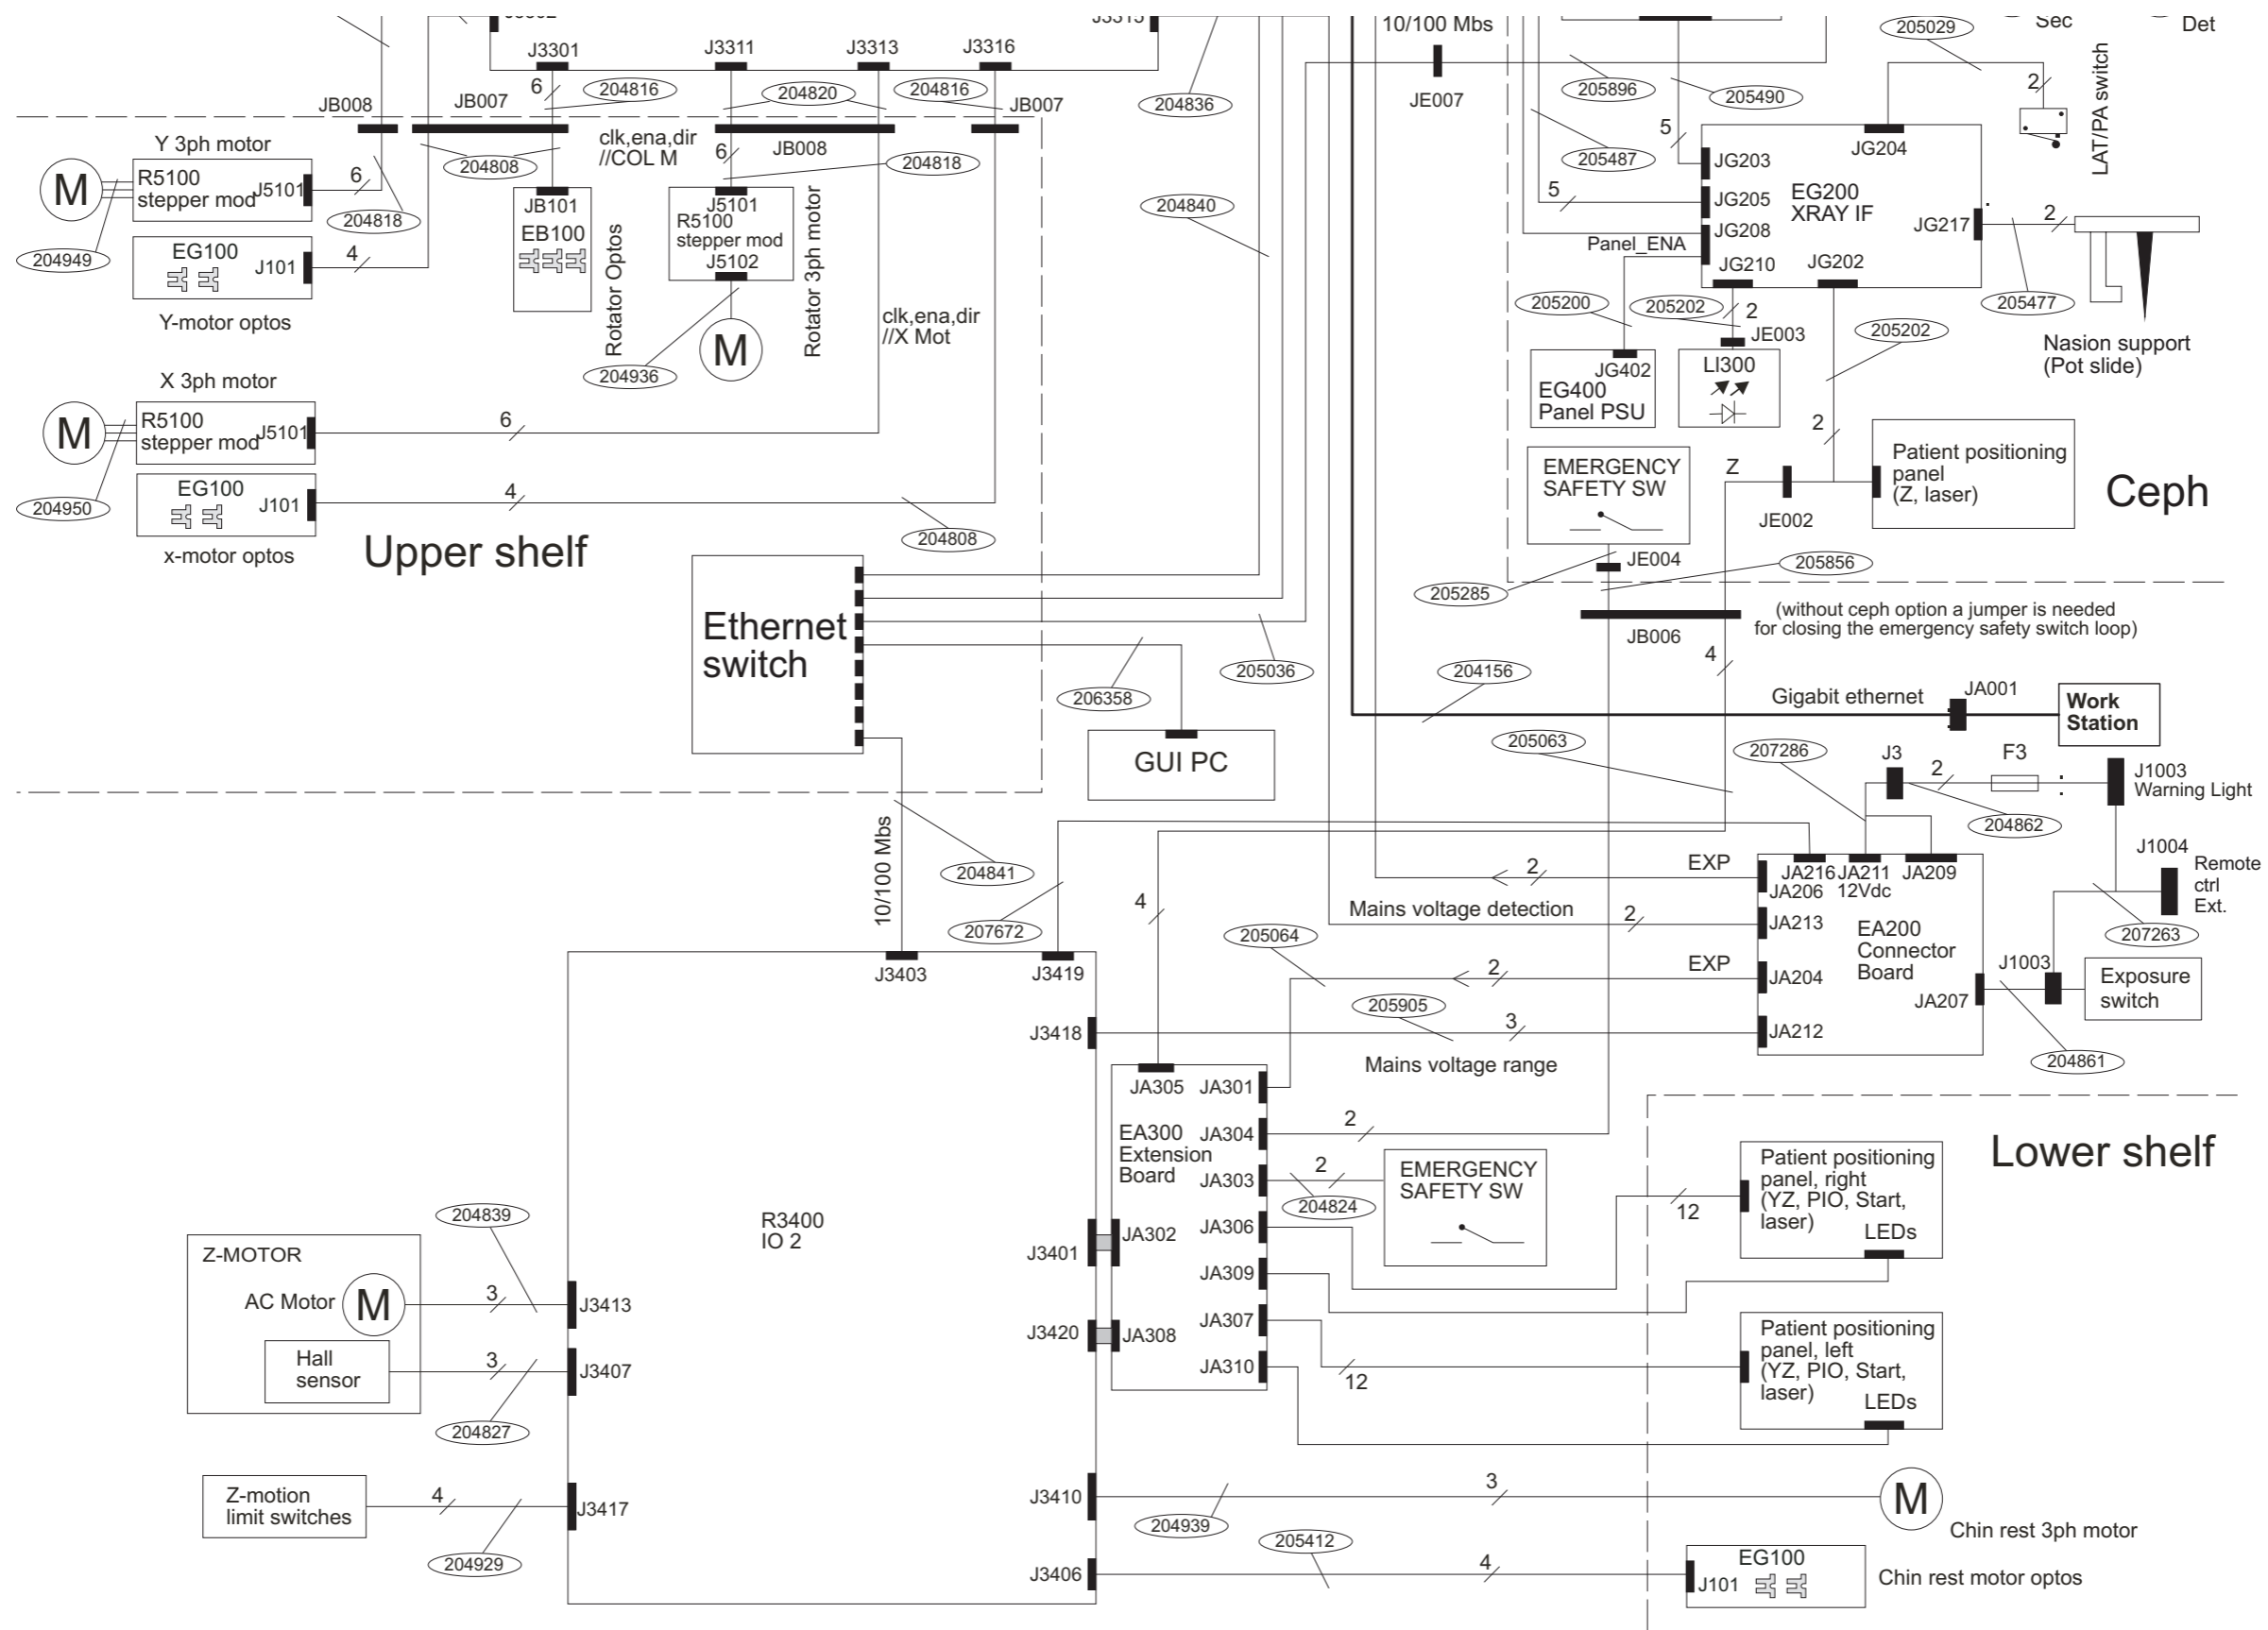 10/100 Mbs
205029
Sec
Det
J3301
J3311
J3313
J3316
6
204816
204820
204816
204836
JE007
205896
205490
2
LAT/PA switch
JB008
JB007
JB007
Y 3ph motor
R5100
stepper mod
J5101
M
6
204818
204949
204808
clk,ena,dir
//COL M
6
JB008
204818
EG100
J101
4
Y-motor optos
JB101
EB100
Rotator Optos
J5101
R5100
stepper mod
J5102
Rotator 3ph motor
M
204936
clk,ena,dir
//X Mot
204840
5
205487
5
JG203
JG204
JG205
EG200
XRAY IF
JG208
JG217
2
Panel_ENA
JG210
JG202
205200
205202
2
JE003
205202
205477
Nasion support
(Pot slide)
JG402
EG400
Panel PSU
LI300
2
X 3ph motor
R5100
stepper mod
J5101
M
6
204950
EG100
J101
4
x-motor optos
204808
Upper shelf
EMERGENCY
SAFETY SW
Z
JE002
Patient positioning
panel
(Z, laser)
Ceph
JE004
205856
205285
(without ceph option a jumper is needed
for closing the emergency safety switch loop)
JB006
4
Ethernet
switch
206358
205036
204156
GUI PC
Gigabit ethernet
JA001
Work
Station
205063
207286
J3
2
F3
J1003
Warning Light
204862
10/100 Mbs
204841
207672
4
2
EXP
JA216
JA211
JA209
JA206
12Vdc
J1004
Remote
ctrl
Ext.
Mains voltage detection
2
JA213
EA200
Connector
Board
207263
205064
2
EXP
JA204
JA207
J1003
Exposure
switch
J3403
J3419
205905
J3418
3
JA212
Mains voltage range
204861
JA305
JA301
EA300
Extension
Board
JA304
2
JA303
2
204824
EMERGENCY
SAFETY SW
Lower shelf
Patient positioning
panel, right
(YZ, PIO, Start,
laser)
LEDs
12
R3400
IO 2
J3401
JA302
JA306
JA309
JA307
J3420
JA308
JA310
12
Patient positioning
panel, left
(YZ, PIO, Start,
laser)
LEDs
204839
Z-MOTOR
AC Motor
M
3
J3413
Hall
sensor
3
J3407
204827
Z-motion
limit switches
4
J3417
204929
J3410
3
M
204939
Chin rest 3ph motor
205412
J3406
4
EG100
J101
Chin rest motor optos